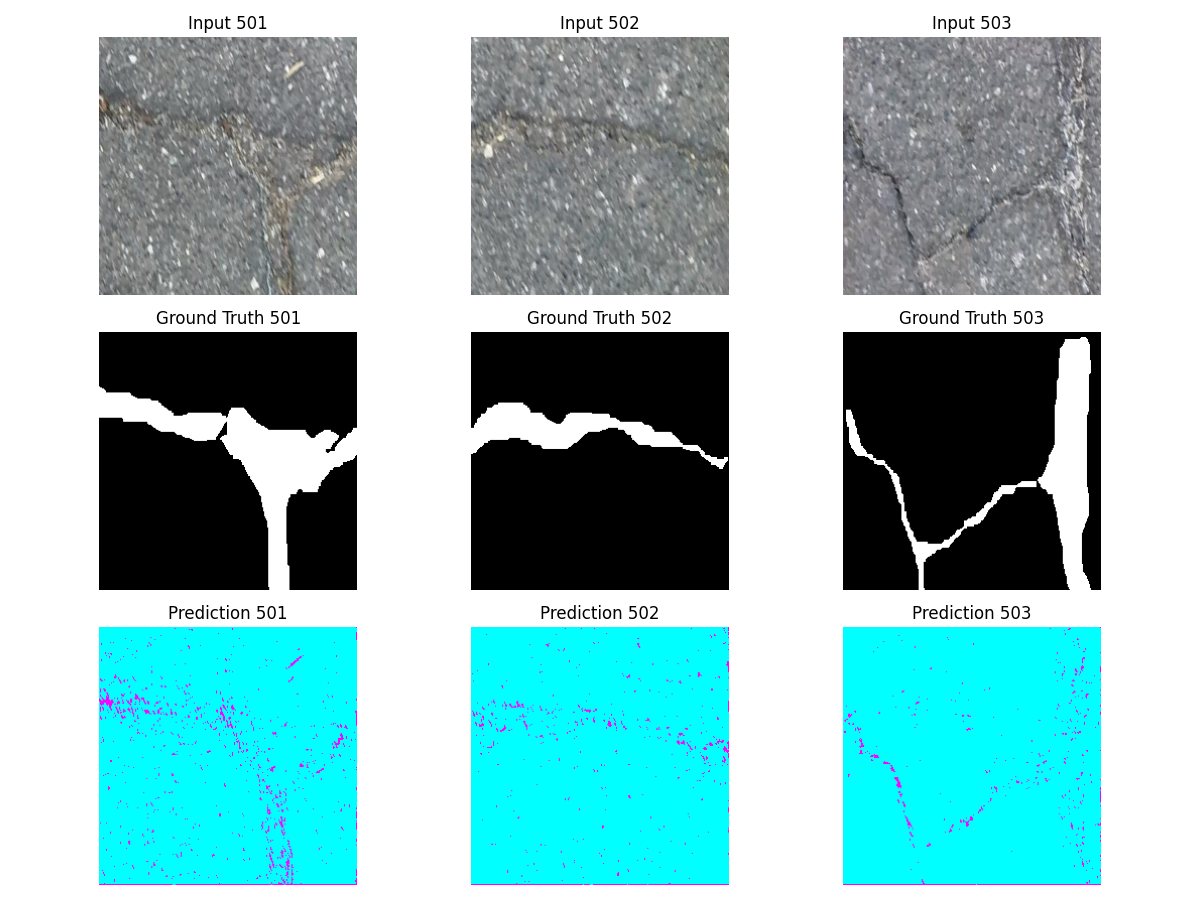 Input 501
Input 502
Input 503
Ground Truth 501
Ground Truth 502
Ground Truth 503
Prediction 501
Prediction 502
Prediction 503